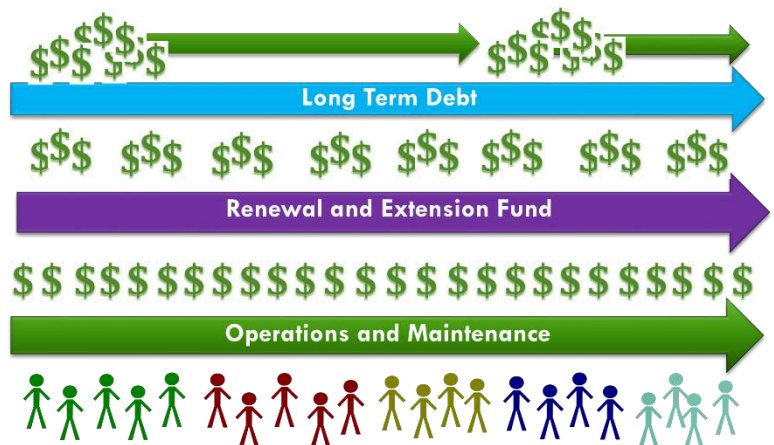 Long Term Debt
Renewal and Extension Fund
Operations and Maintenance